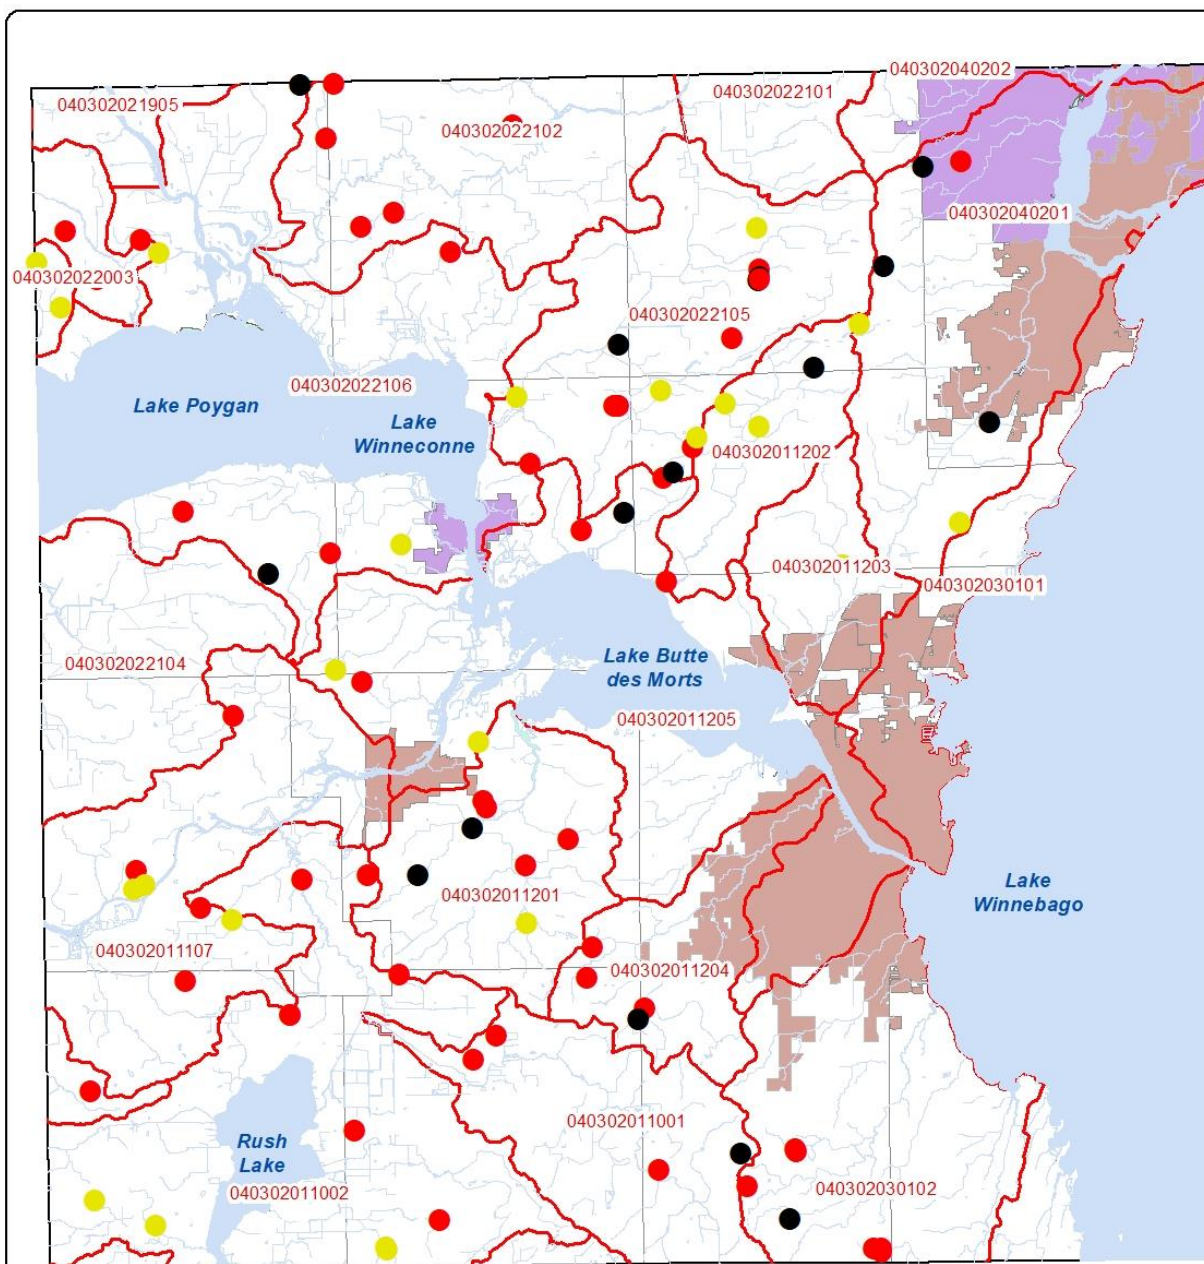 040302040202
040302022101
040302021905
040302022102
040302040201
040302022003
040302022105
040302022106
Lake Poygan
Lake
Winneconne
040302011202
040302011203
040302030101
040302022104
Lake Butte
des Morts
040302011205
Lake
Winnebago
040302011201
040302011107
040302011204
040302011001
Rush
Lake
040302011002
040302030102